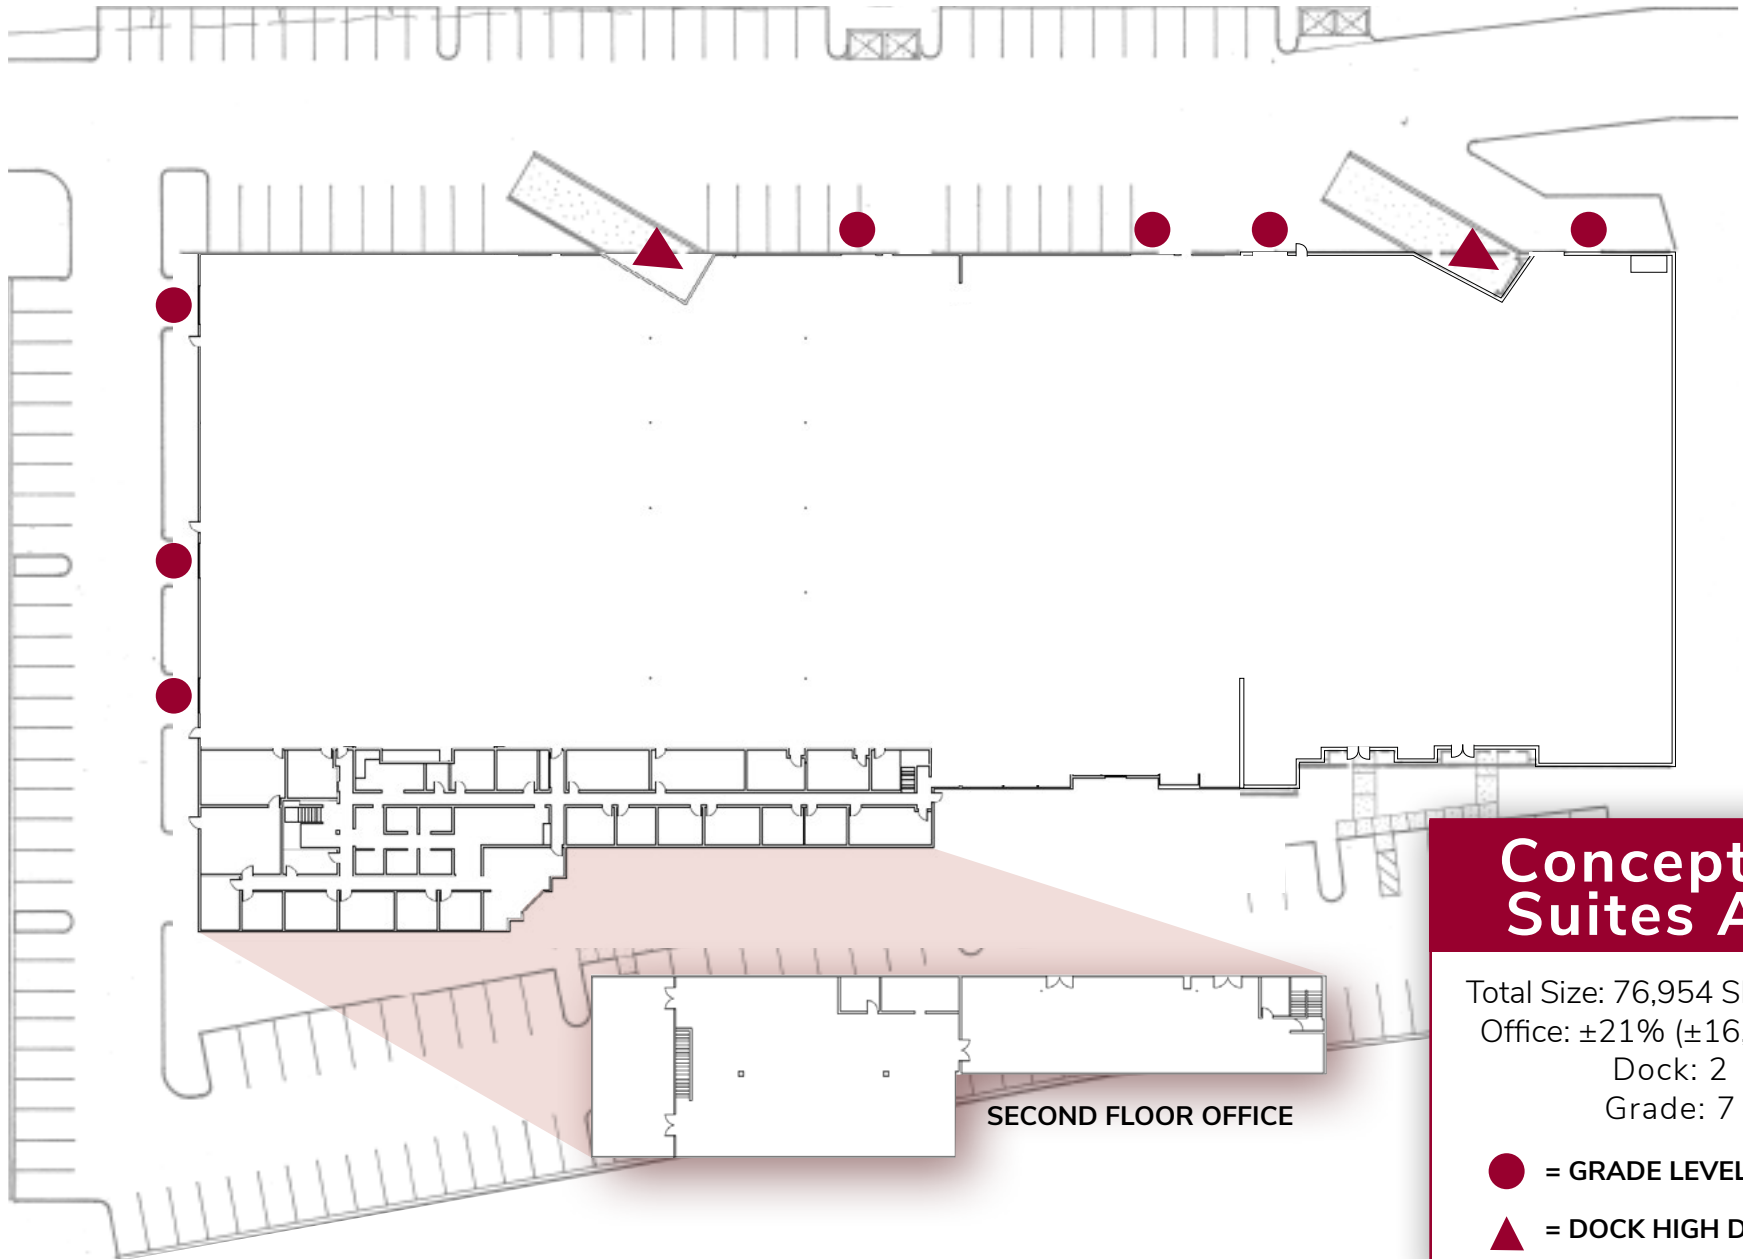 SECOND FLOOR OFFICE
Concept
Suites A
Total Size: 76,954 S
Office: ±21% (±16
Dock: 2
Grade: 7
= GRADE LEVEL
= DOCK HIGH D